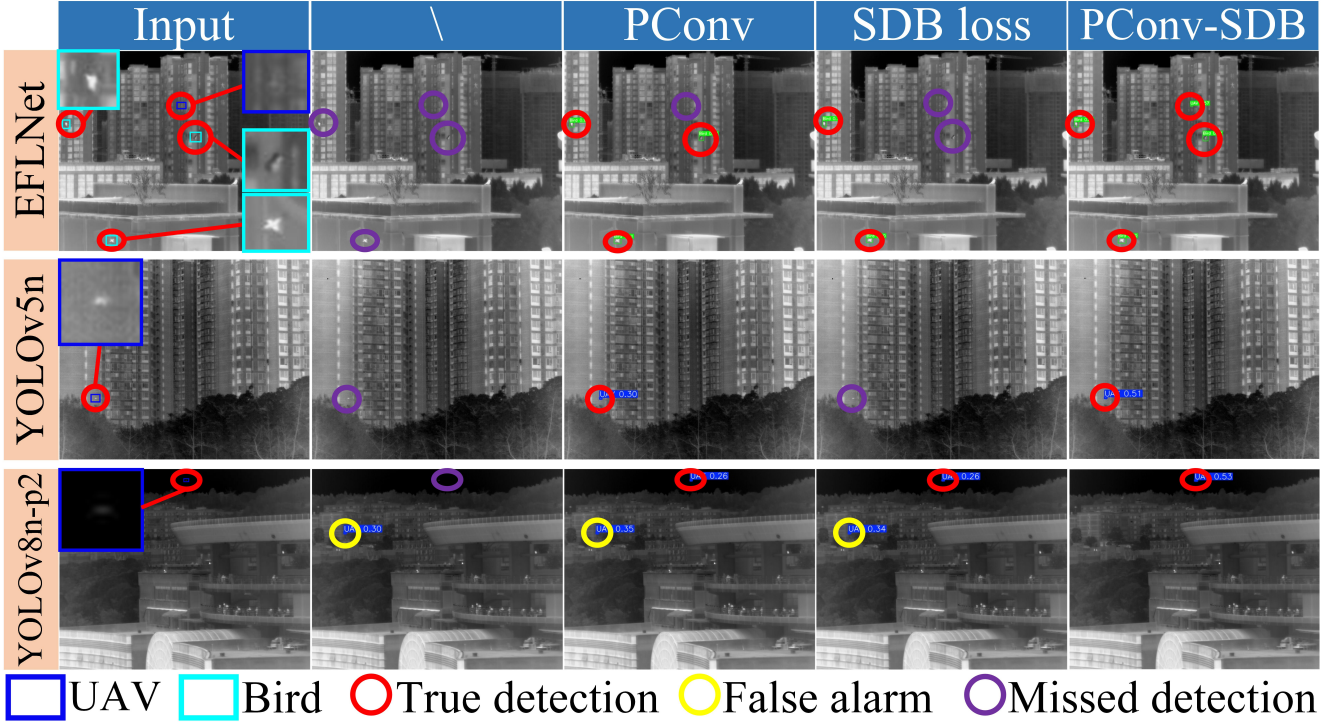 Input \ PConv SDB loss PConv-SDB
EFLNet
YOLOv5n
UAV 0.30
UAV 0.51
YOLOv8n-p2
UAV 0.26
UAV 0.26
UAV 0.53
UAV 0.30
UAV 0.35
UAV 0.34
UAV Bird True detection False alarm Missed detection